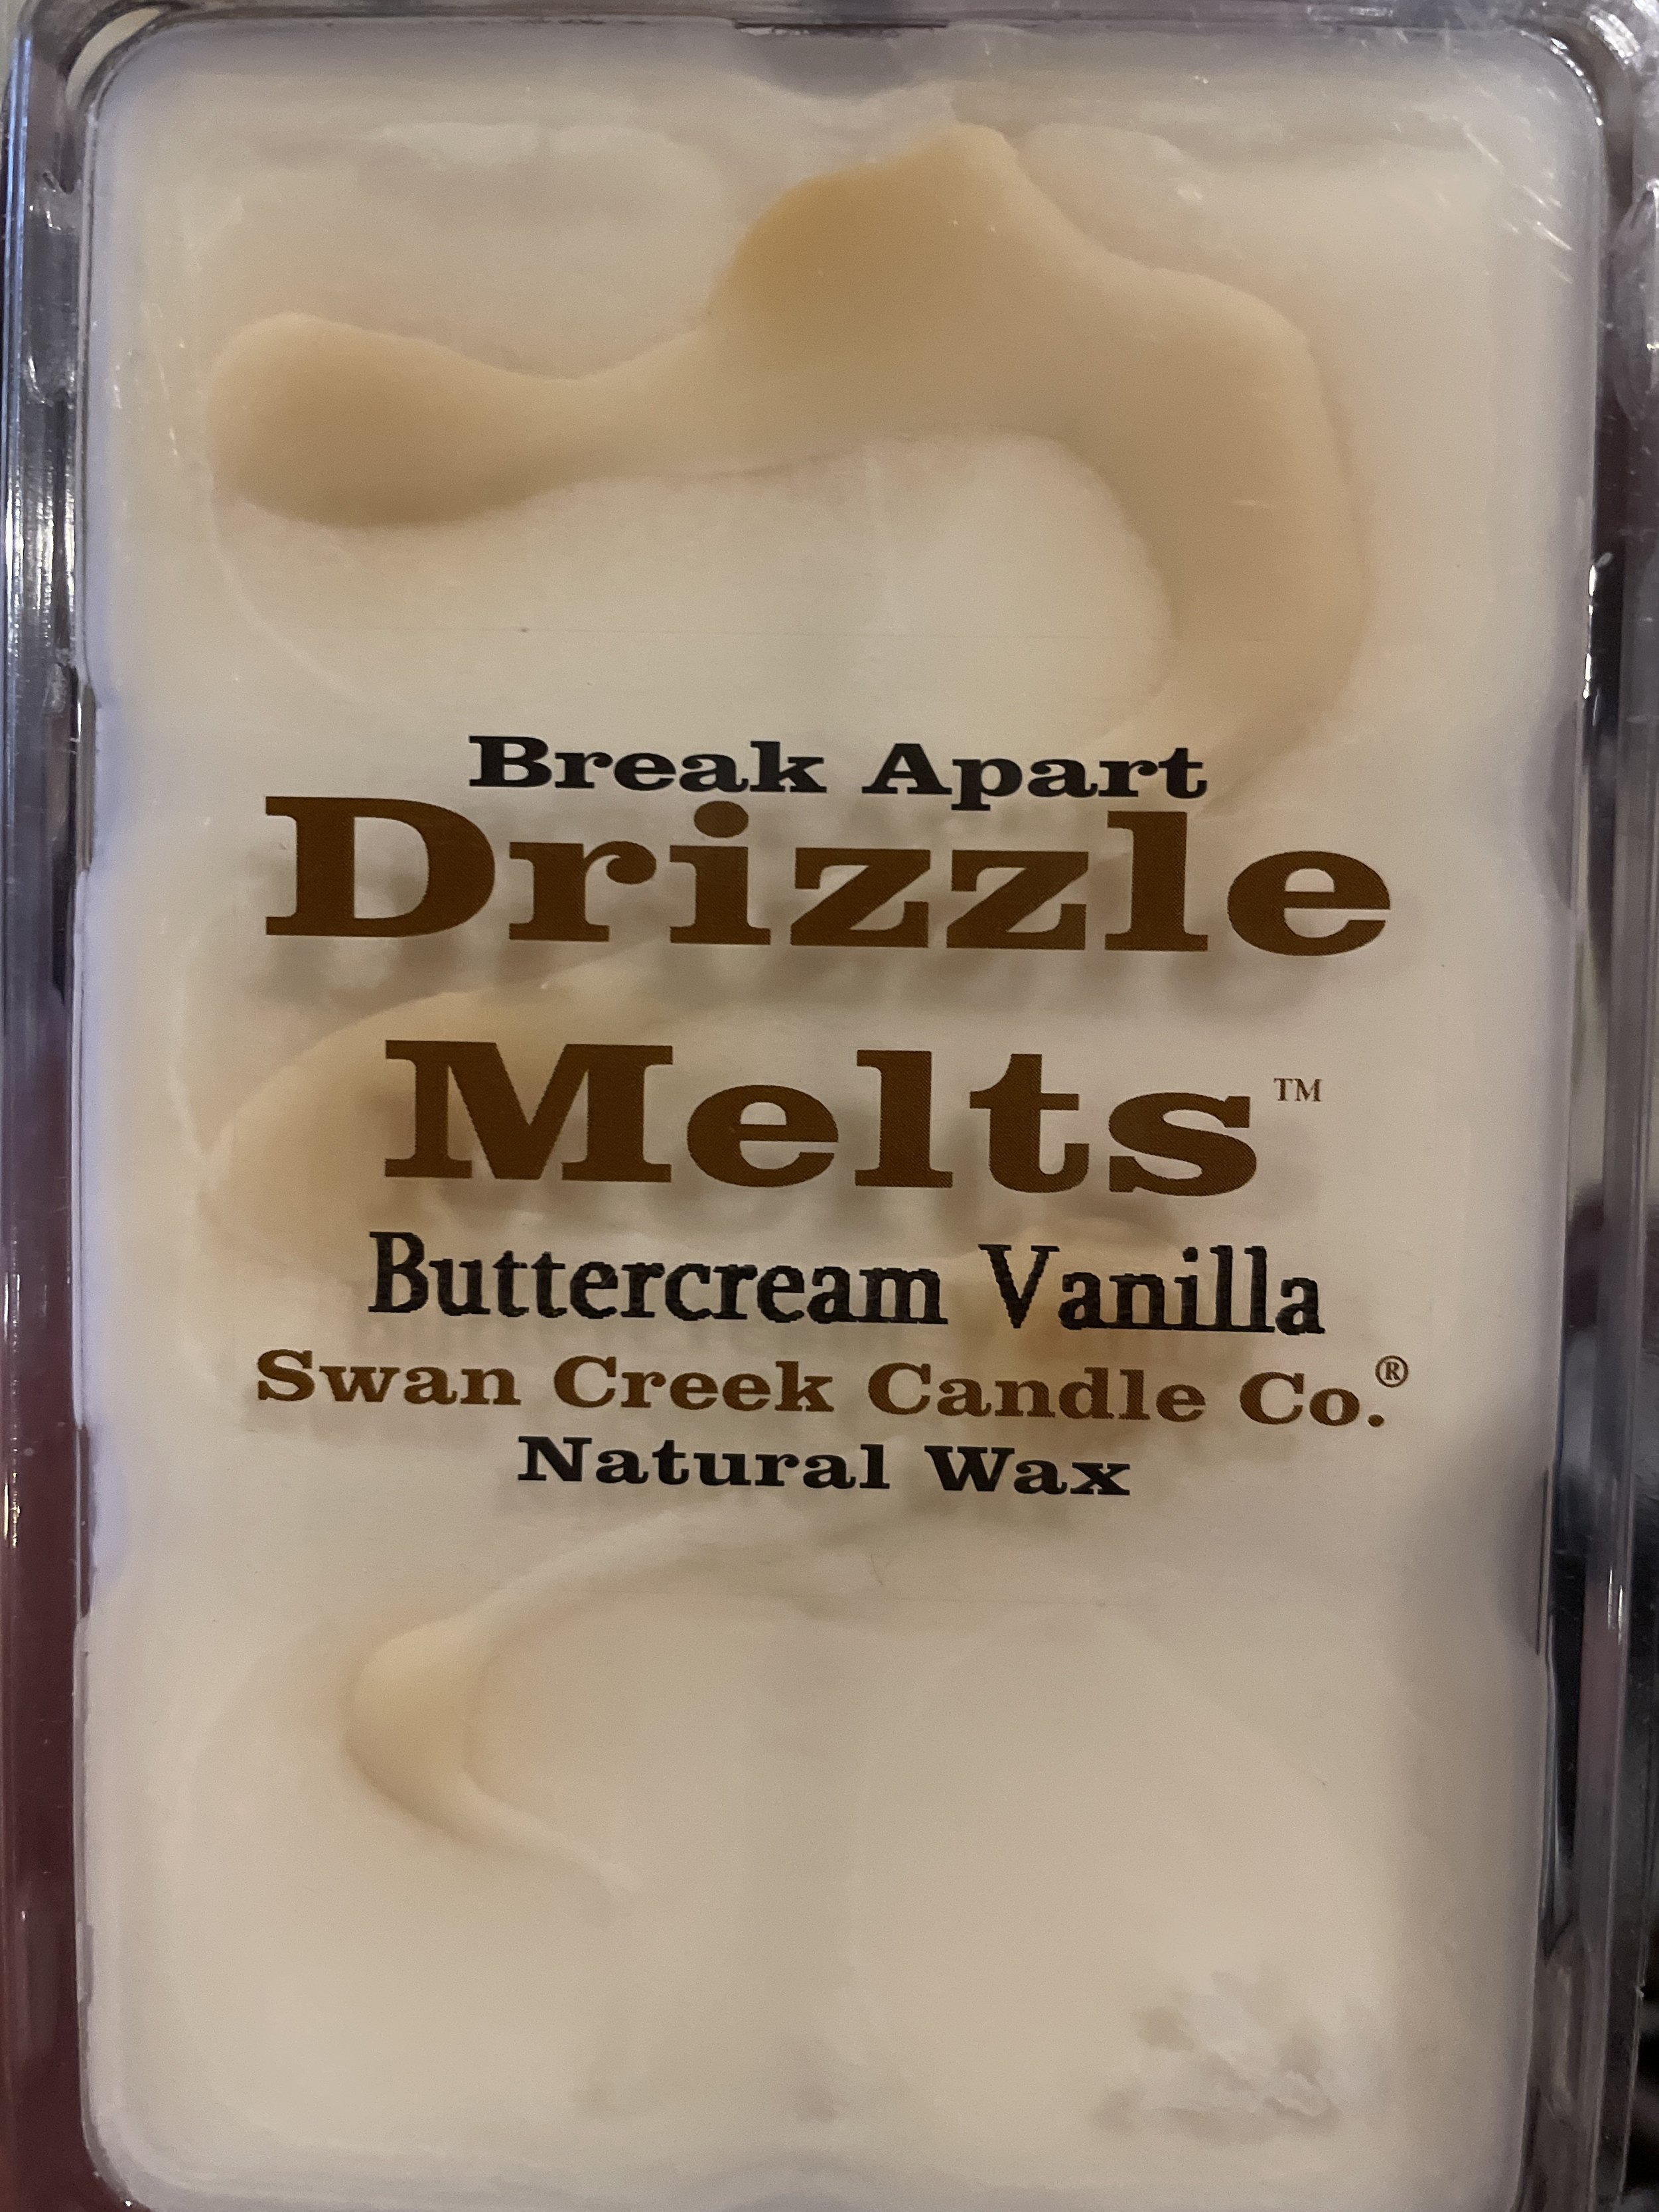 Break Apart
Drizzle
Melts™
Buttercream Vanilla
Swan Creek Candle Co.®
Natural Wax